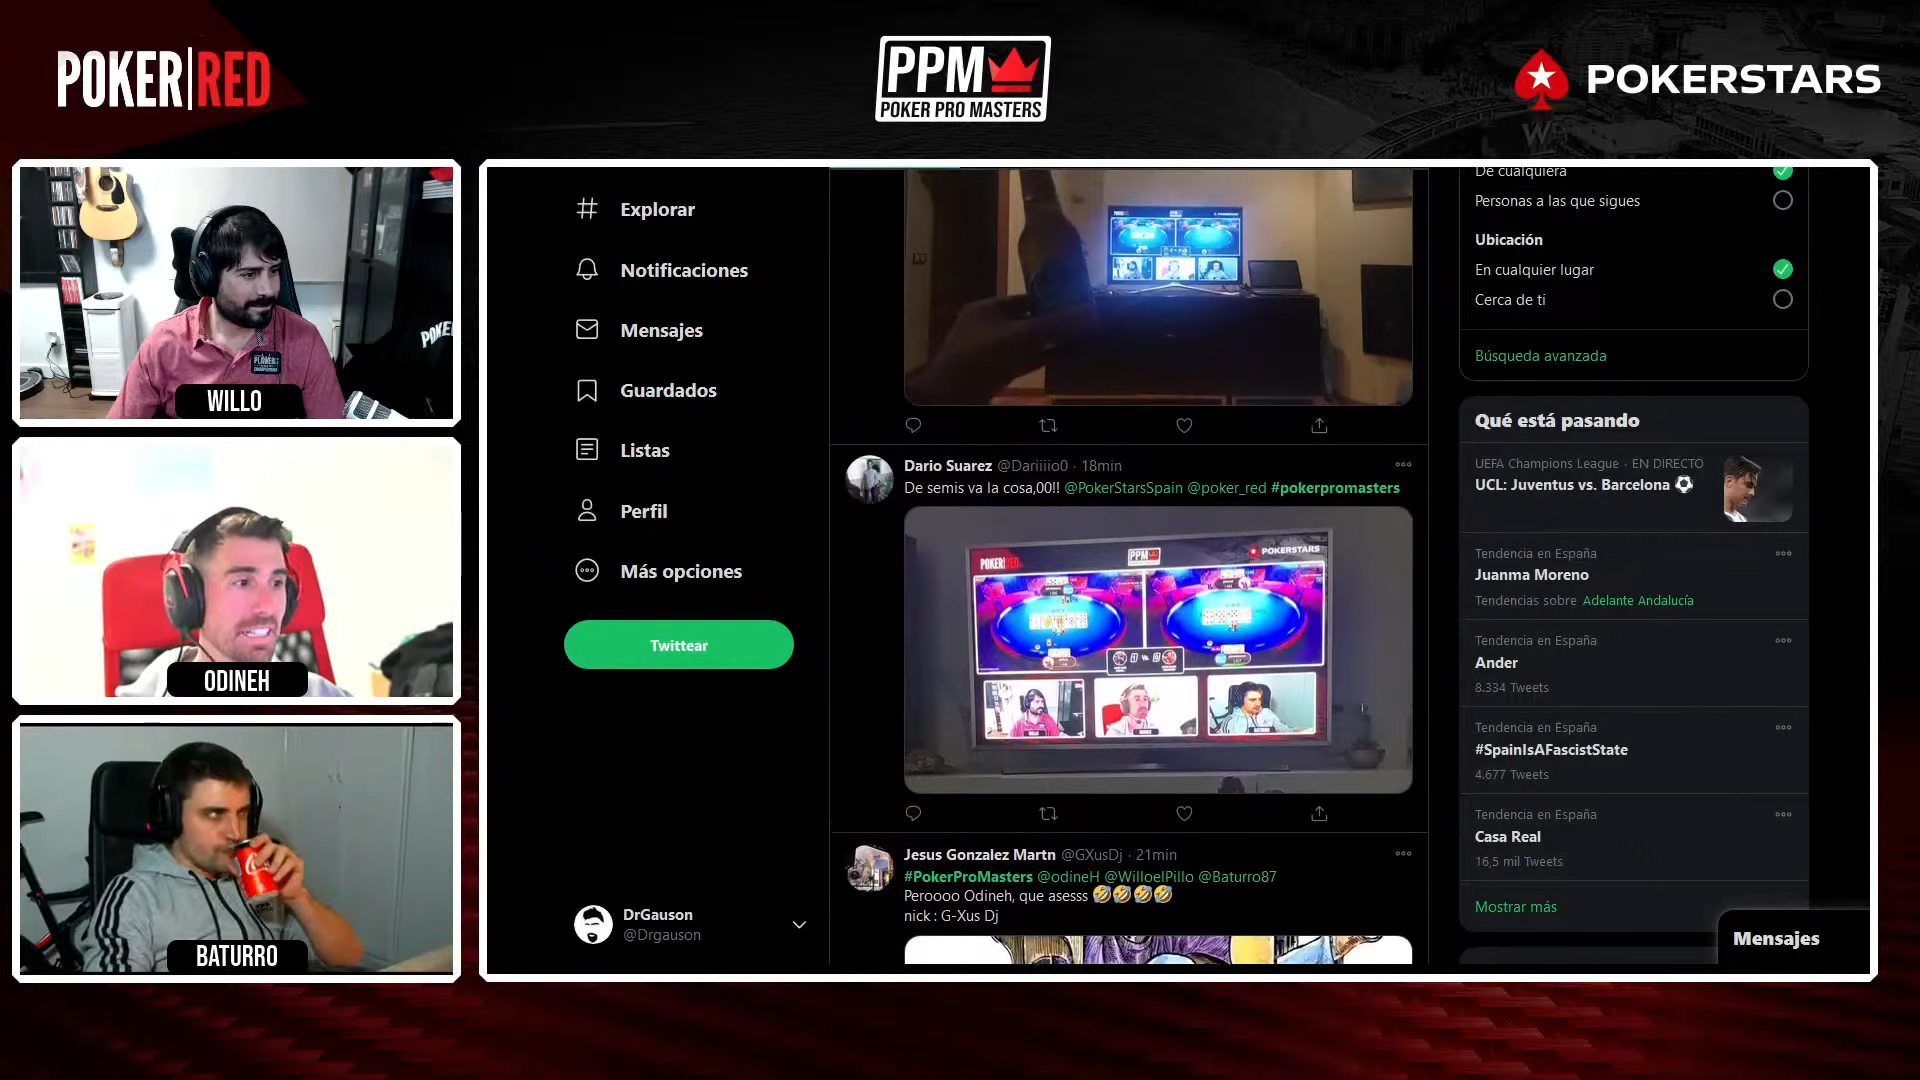 POKER|RED
PPM
POKER PRO MASTERS
POKERSTARS
WILLO
ODINEH
BATURRO
Explorar
Notificaciones
Mensajes
Guardados
Listas
Perfil
Más opciones
Twittear
DrGauson
@Drgauson
Dario Suarez @Dariiiio0 · 18min
De semis va la cosa,00!! @PokerStarsSpain @poker_red #pokerpromasters
POKER|RED
PPM
POKERSTARS
Jesus Gonzalez Martn @GXusDj · 21min
#PokerProMasters @odineH @WilloelPillo @Baturro87
Peroooo Odineh, que asesss 🤣🤣🤣🤣
nick : G-Xus Dj
De cualquiera
Personas a las que sigues
Ubicación
En cualquier lugar
Cerca de ti
Búsqueda avanzada
Qué está pasando
UEFA Champions League · EN DIRECTO
UCL: Juventus vs. Barcelona ⚽
Tendencia en España
Juanma Moreno
Tendencias sobre Adelante Andalucía
Tendencia en España
Ander
8.334 Tweets
Tendencia en España
#SpainIsAFascistState
4.677 Tweets
Tendencia en España
Casa Real
16,5 mil Tweets
Mostrar más
Mensajes